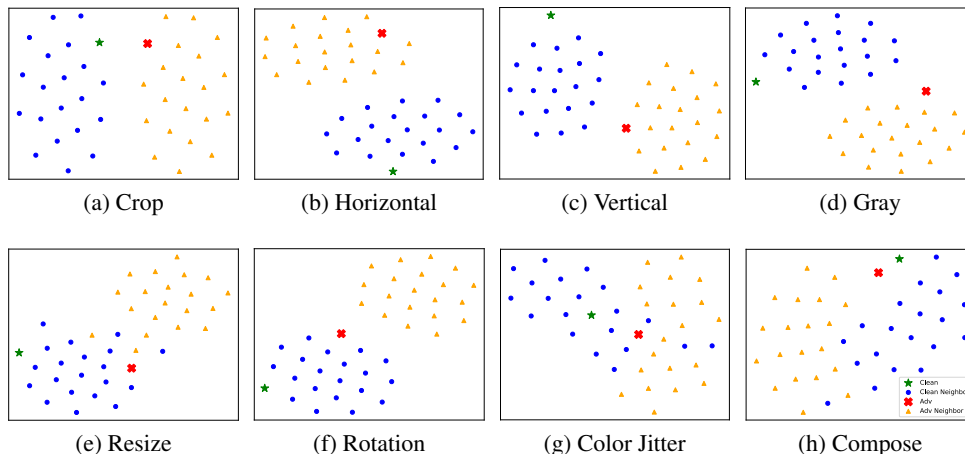 (a) Crop
(b) Horizontal
(c) Vertical
(d) Gray
Clean
Clean Neighbor
Adv
Adv Neighbor
(e) Resize
(f) Rotation
(g) Color Jitter
(h) Compose